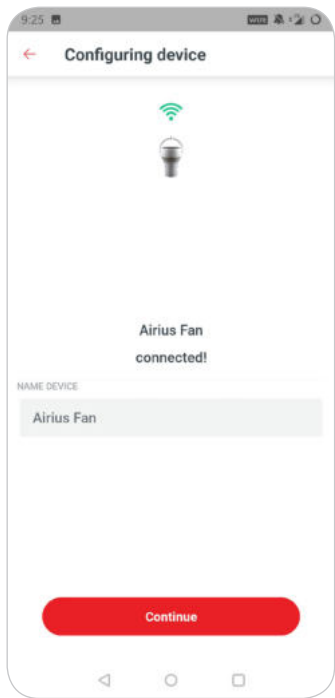 9:25
Configuring device
Airius Fan
connected!
NAME DEVICE
Airius Fan
Continue